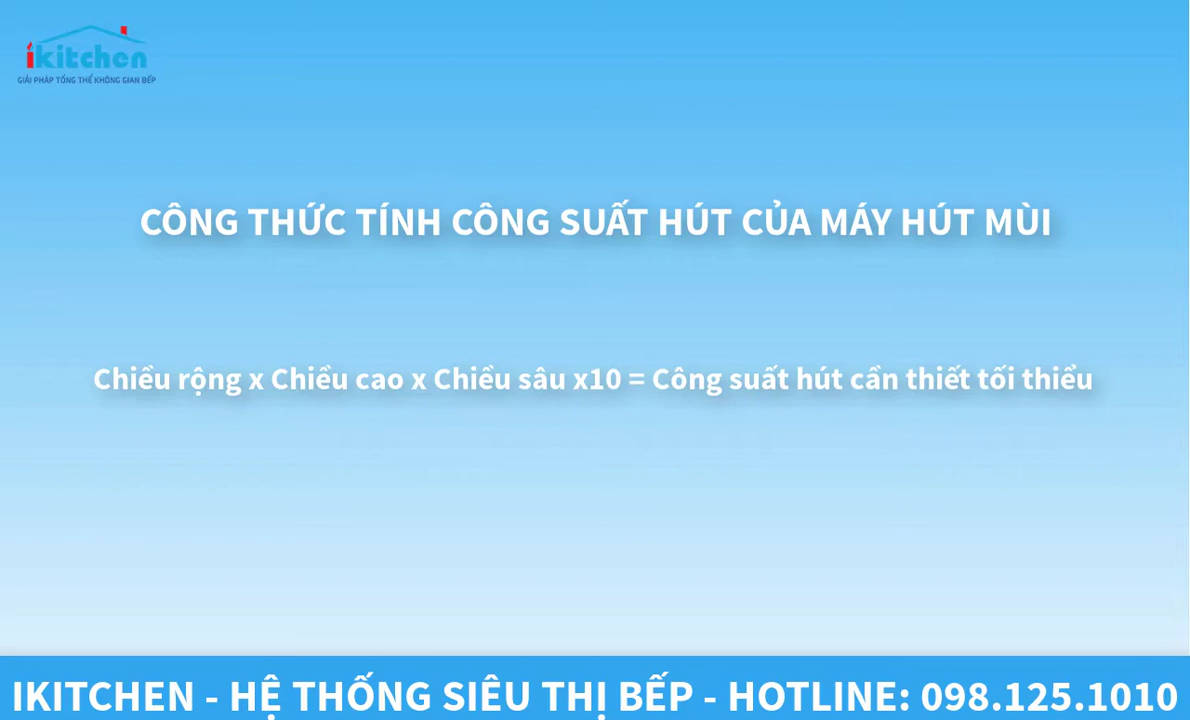 ikitchen
GIẢI PHÁP TỔNG THỂ KHÔNG GIAN BẾP
CÔNG THỨC TÍNH CÔNG SUẤT HÚT CỦA MÁY HÚT MÙI
Chiều rộng x Chiều cao x Chiều sâu x10 = Công suất hút cần thiết tối thiểu
IKITCHEN - HỆ THỐNG SIÊU THỊ BẾP - HOTLINE: 098.125.1010